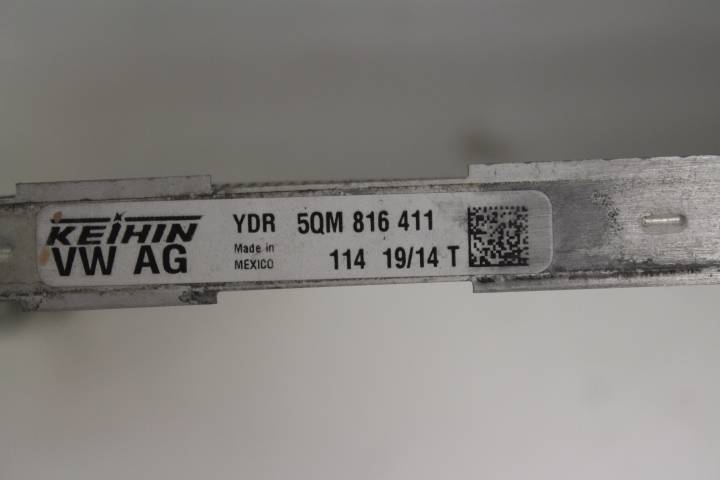 KEIHIN YDR 5QM 816 411
VW AG Made in MEXICO 114 19/14 T